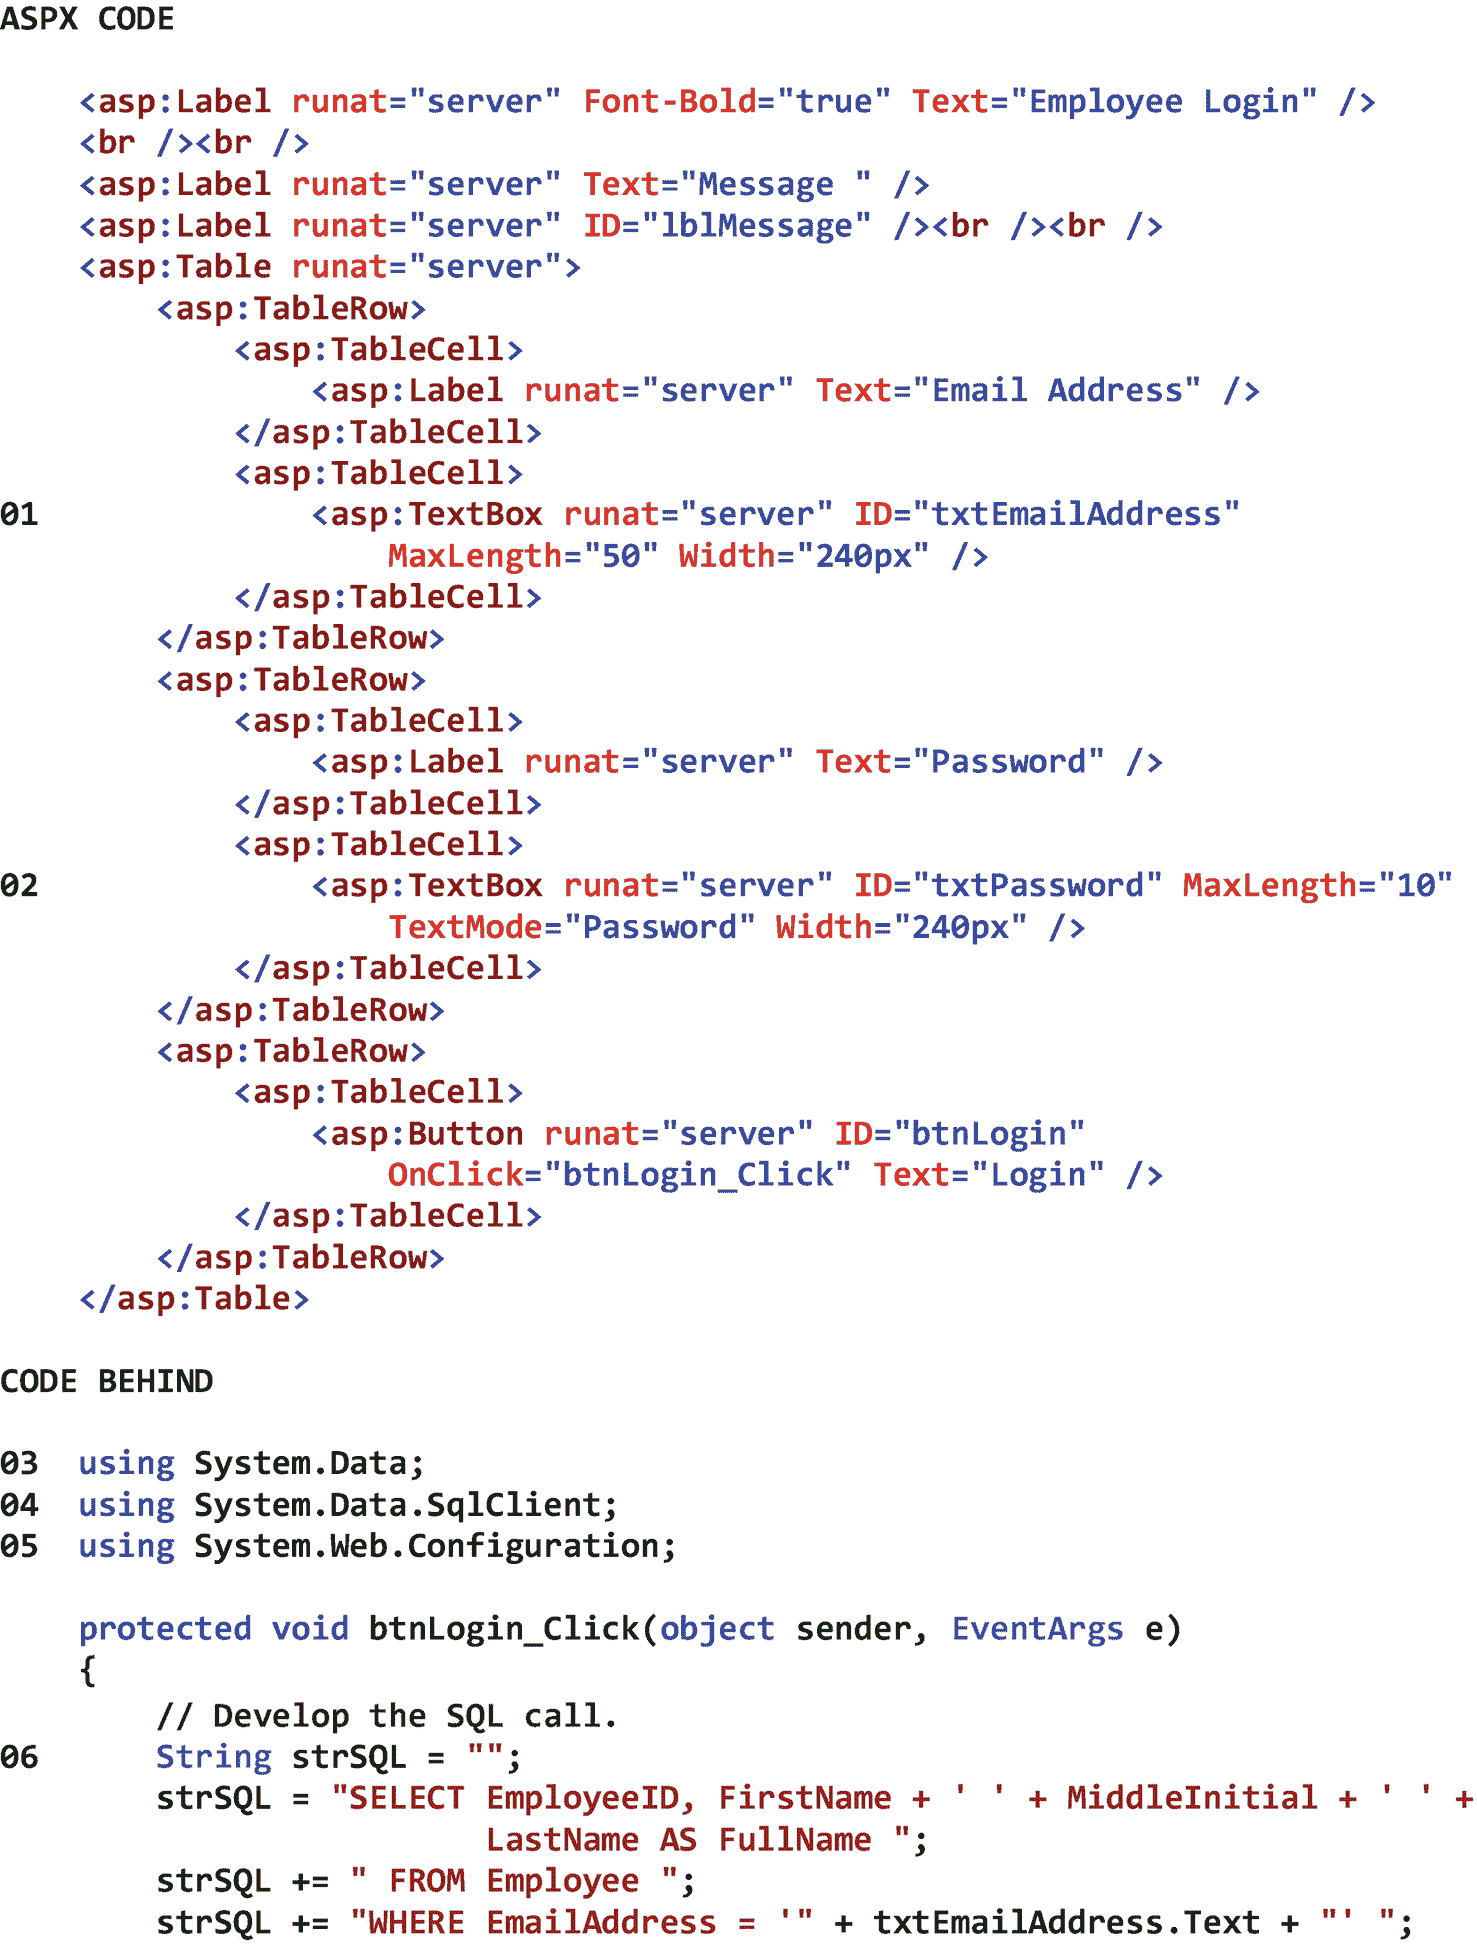 ASPX CODE
<asp:Label runat="server" Font-Bold="true" Text="Employee Login" />
<br /><br />
<asp:Label runat="server" Text="Message " />
<asp:Label runat="server" ID="lblMessage" /><br /><br />
<asp:Table runat="server">
<asp:TableRow>
<asp:TableCell>
<asp:Label runat="server" Text="Email Address" />
</asp:TableCell>
<asp:TableCell>
01 <asp:TextBox runat="server" ID="txtEmailAddress"
MaxLength="50" Width="240px" />
</asp:TableCell>
</asp:TableRow>
<asp:TableRow>
<asp:TableCell>
<asp:Label runat="server" Text="Password" />
</asp:TableCell>
<asp:TableCell>
02 <asp:TextBox runat="server" ID="txtPassword" MaxLength="10"
TextMode="Password" Width="240px" />
</asp:TableCell>
</asp:TableRow>
<asp:TableRow>
<asp:TableCell>
<asp:Button runat="server" ID="btnLogin"
OnClick="btnLogin_Click" Text="Login" />
</asp:TableCell>
</asp:TableRow>
</asp:Table>
CODE BEHIND
03 using System.Data;
04 using System.Data.SqlClient;
05 using System.Web.Configuration;
protected void btnLogin_Click(object sender, EventArgs e)
{
// Develop the SQL call.
06 String strSQL = "";
strSQL = "SELECT EmployeeID, FirstName + ' ' + MiddleInitial + ' ' +
LastName AS FullName ";
strSQL += " FROM Employee ";
strSQL += "WHERE EmailAddress = '" + txtEmailAddress.Text + "' ";